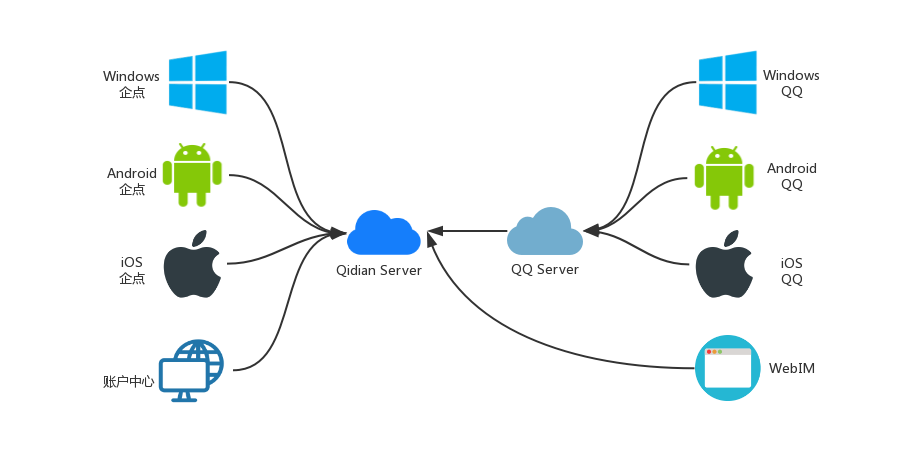 Windows
企点
Android
企点
iOS
企点
账户中心
Qidian Server
QQ Server
Windows
QQ
Android
QQ
iOS
QQ
WebIM